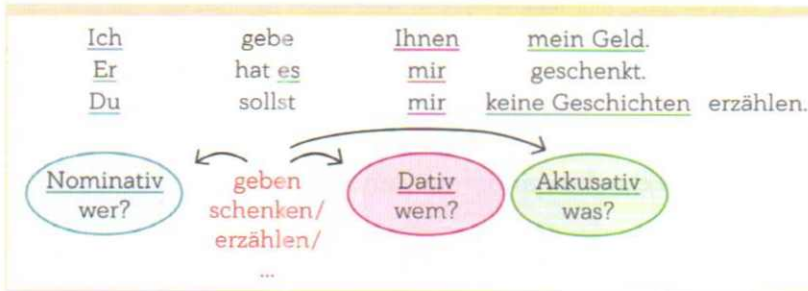 Ich gebe Ihnen mein Geld.
Er hat es mir geschenkt.
Du sollst mir keine Geschichten erzählen.
Nominativ geben Dativ Akkusativ
wer? schenken/ wem? was?
erzählen/
...